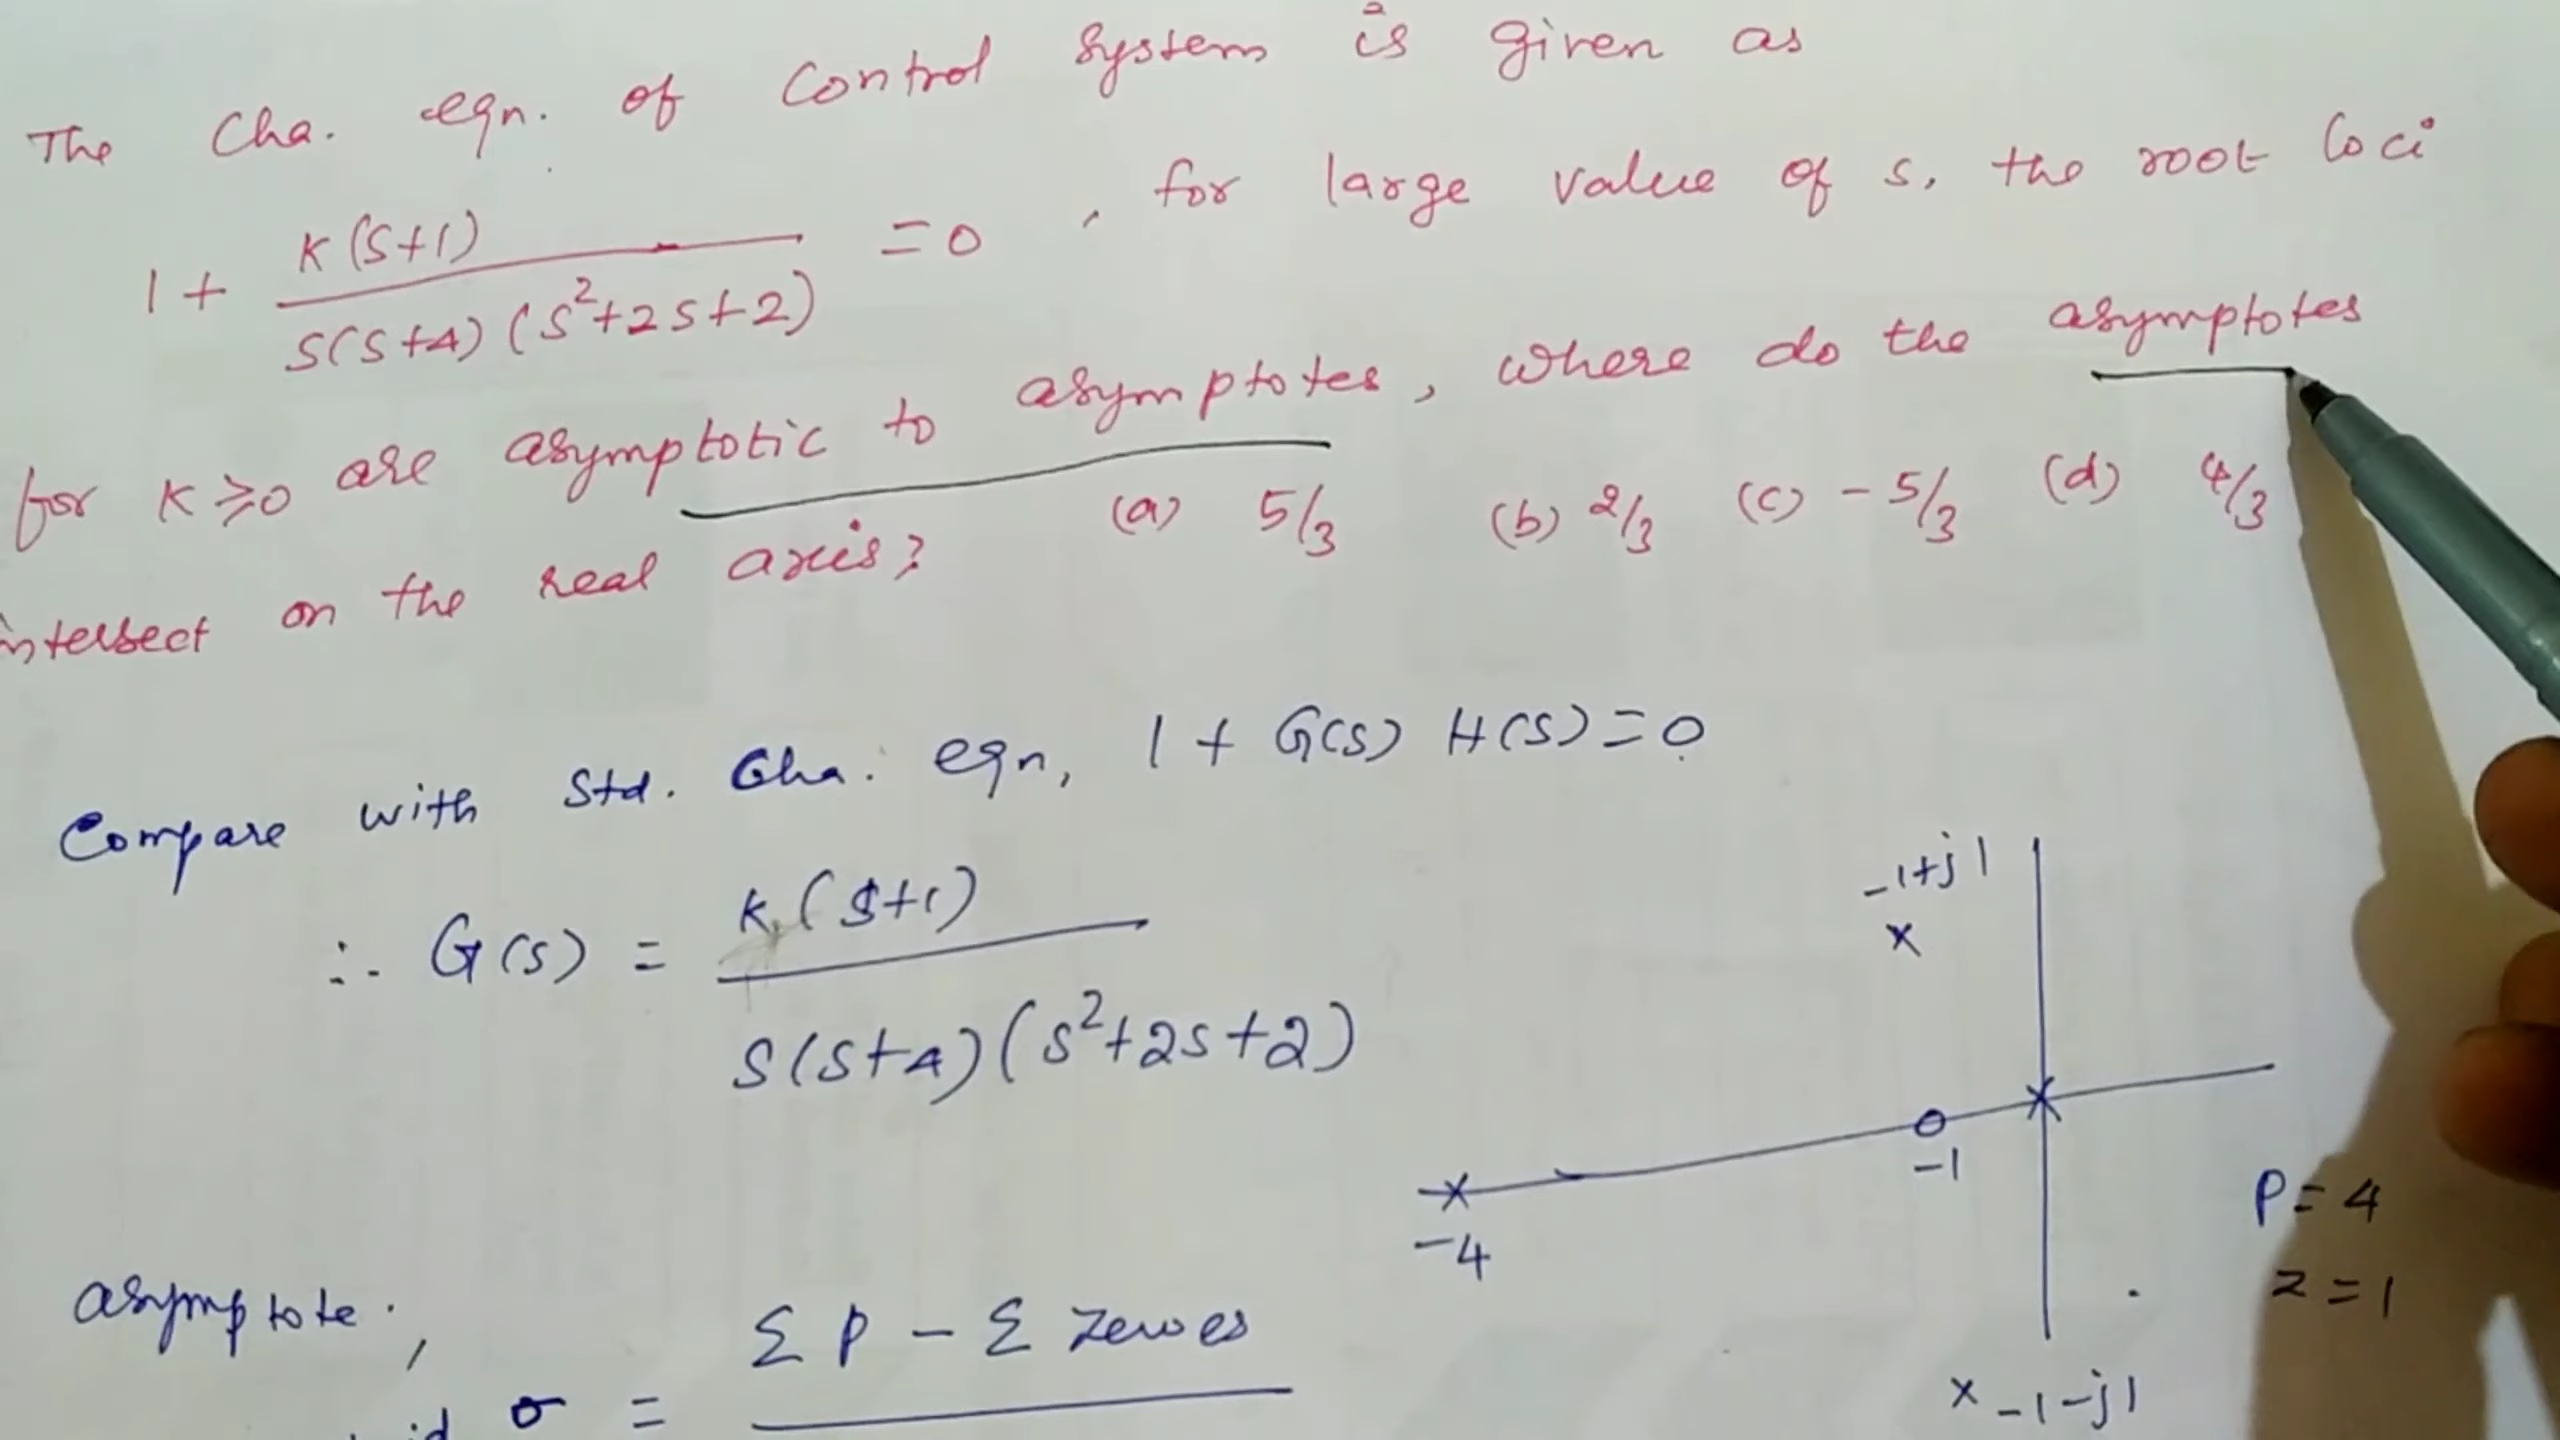 The Cha. eqn. of Control System is given as
1 + K(S+1) / S(S+4)(S²+2S+2) = 0, for large value of s, the root loci
for K ≥ 0 are asymptotic to asymptotes, where do the asymptotes
intersect on the real axis? (a) 5/3 (b) 2/3 (c) -5/3 (d) 4/3
Compare with Std. Cha. eqn, 1 + G(S) H(S) = 0
∴ G(S) = K(S+1) / S(S+4)(S²+2S+2)
-1+j1
x
o
-1
x
-4
x
P = 4
z = 1
x -1-j1
asymptote,
σ = Σ P - Σ Zeroes